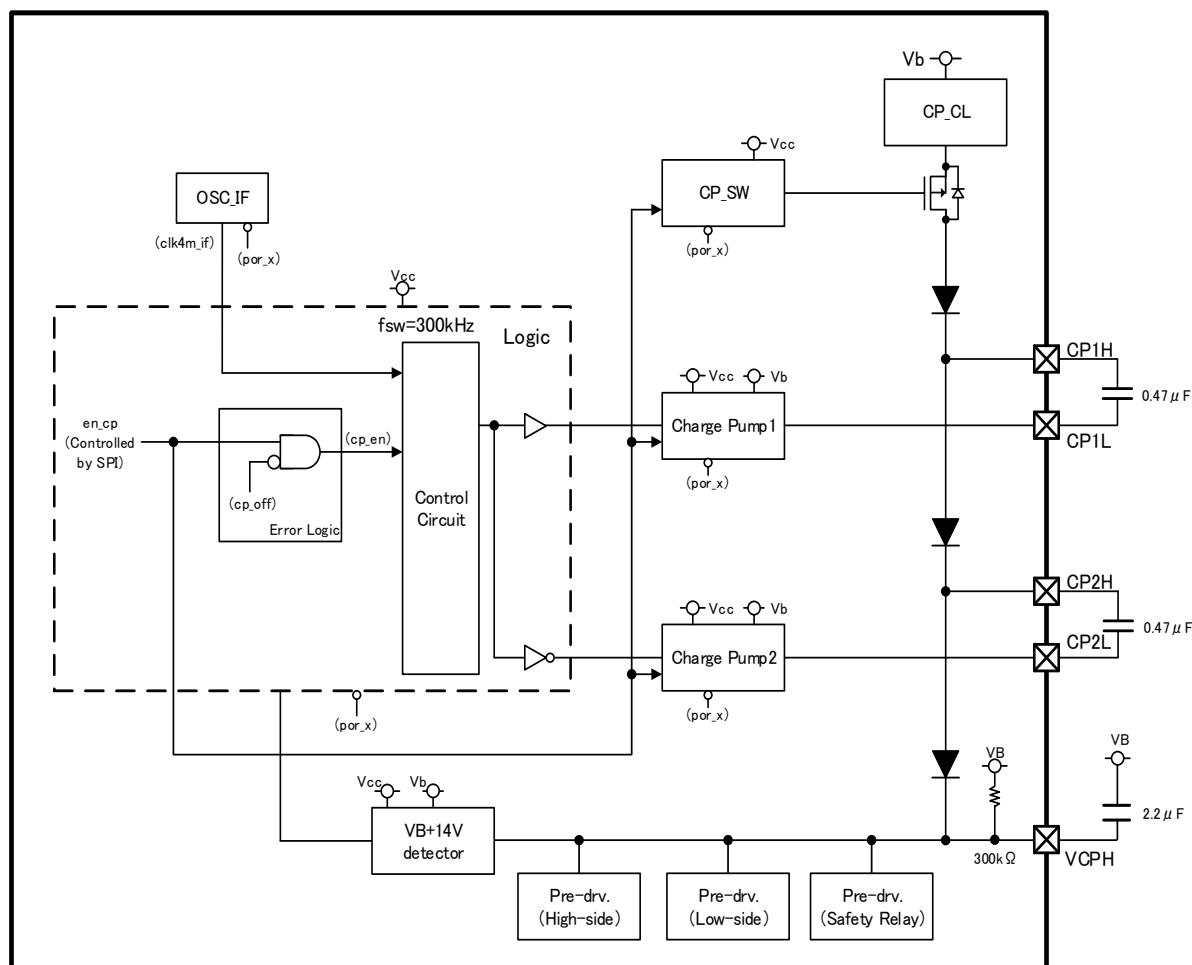 Vb
CP_CL
Vcc
OSC_IF
CP_SW
(clk4m_if)
(por_x)
(por_x)
Vcc
fsw=300kHz
Logic
CP1H
Vcc
Vb
0.47μF
en_cp
(Controlled
by SPI)
(cp_en)
Charge Pump1
CP1L
(cp_off)
(por_x)
Error Logic
Control
Circuit
CP2H
Vcc
Vb
0.47μF
Charge Pump2
CP2L
(por_x)
(por_x)
VB
VB
Vcc
Vb
2.2μF
VB+14V
detector
300kΩ
VCPH
Pre-drv.
(High-side)
Pre-drv.
(Low-side)
Pre-drv.
(Safety Relay)